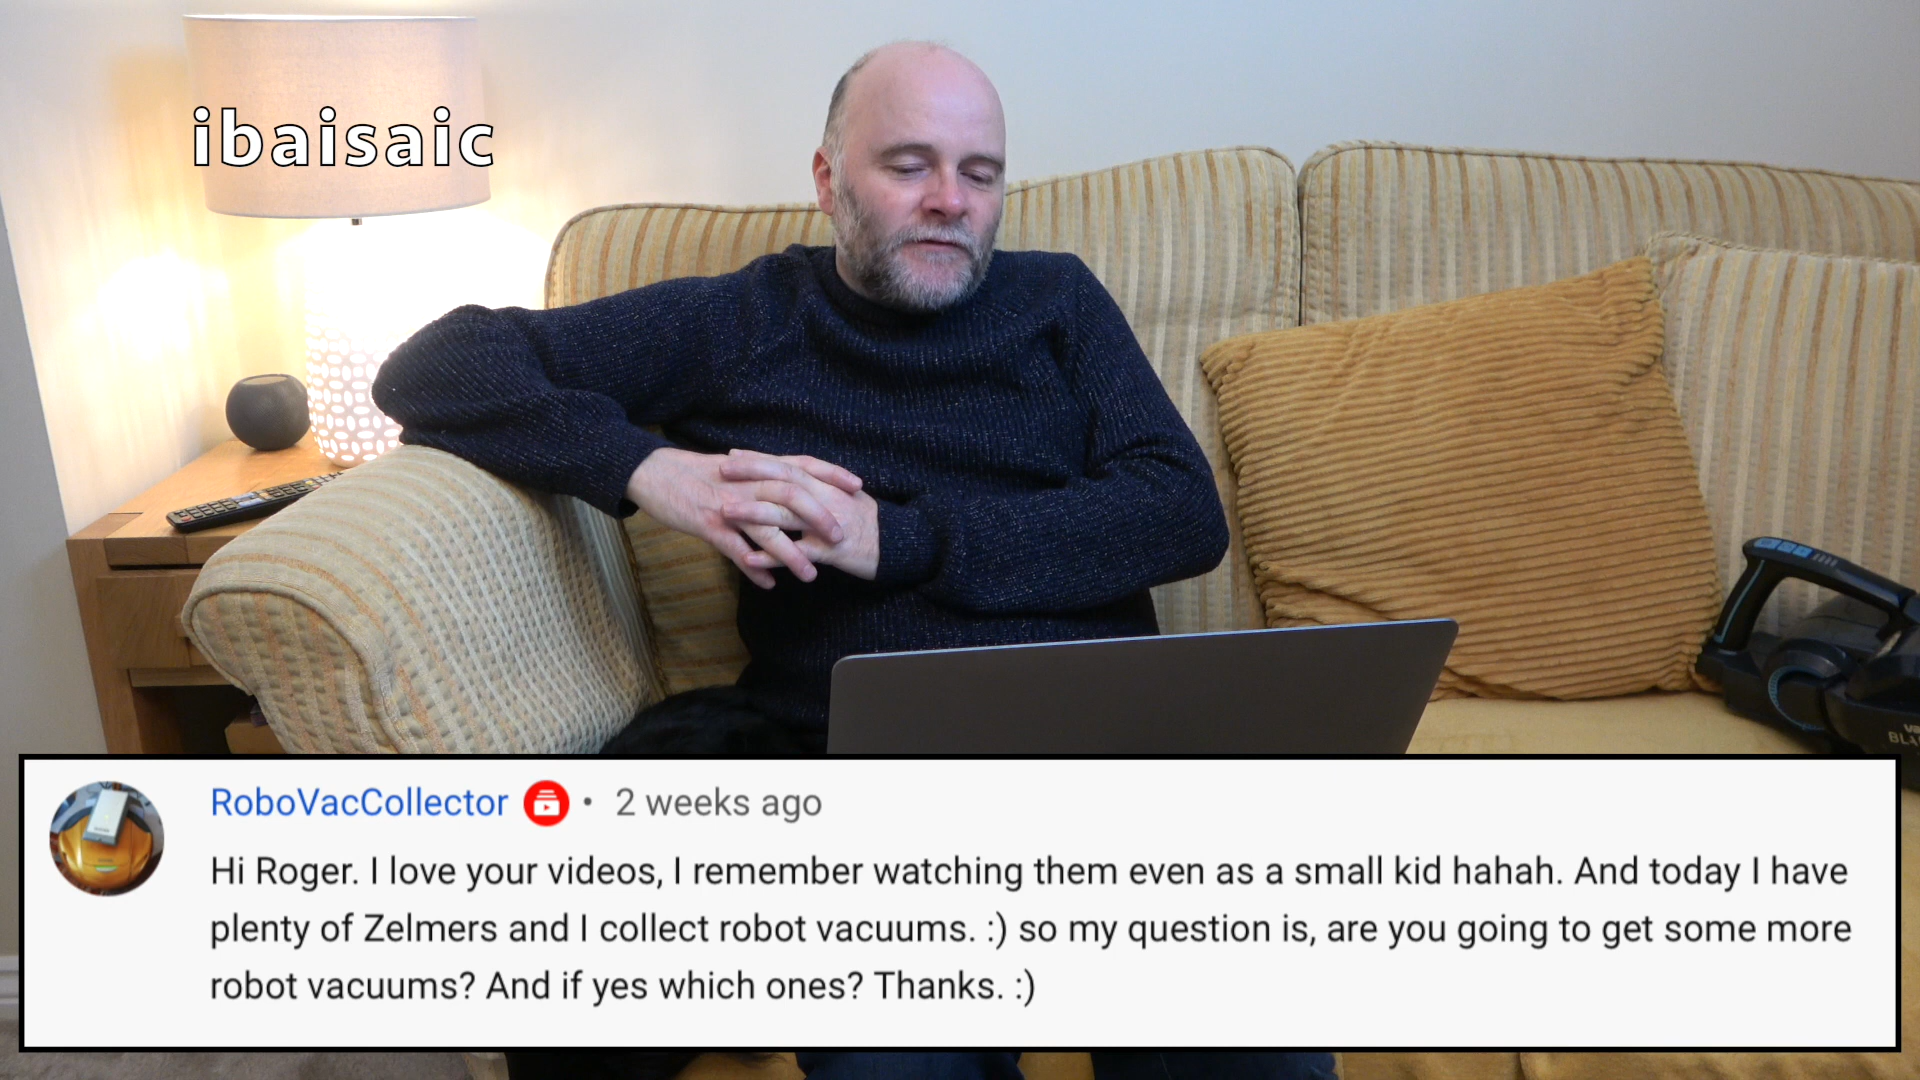 ibaisaic
RoboVacCollector • 2 weeks ago
Hi Roger. I love your videos, I remember watching them even as a small kid hahah. And today I have
plenty of Zelmers and I collect robot vacuums. :) so my question is, are you going to get some more
robot vacuums? And if yes which ones? Thanks. :)